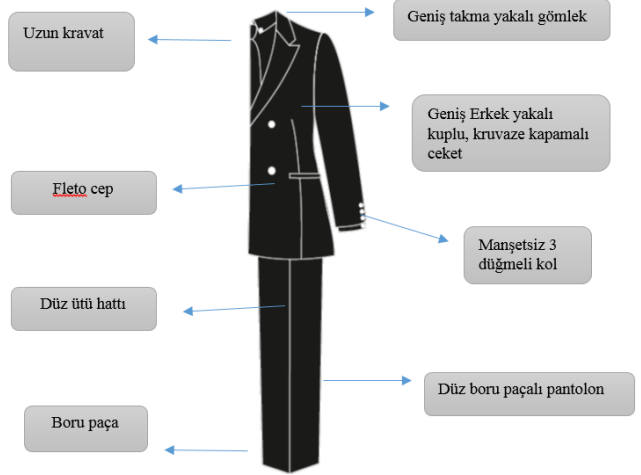 Uzun kravat
Geniş takma yakalı gömlek
Geniş Erkek yakalı
kuplu, kruvaze kapamalı
ceket
Fleto cep
Manşetsiz 3
düğmeli kol
Düz ütü hattı
Düz boru paçalı pantolon
Boru paça